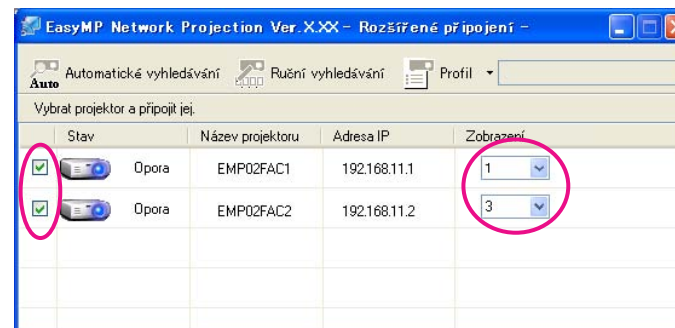 EasyMP Network Projection Ver.X.XX – Rozšířené připojení –
Auto Automatické vyhledávání Ruční vyhledávání Profil
Vybrat projektor a připojit jej.
Stav Název projektoru Adresa IP Zobrazení
Opora EMP02FAC1 192.168.11.1 1
Opora EMP02FAC2 192.168.11.2 3